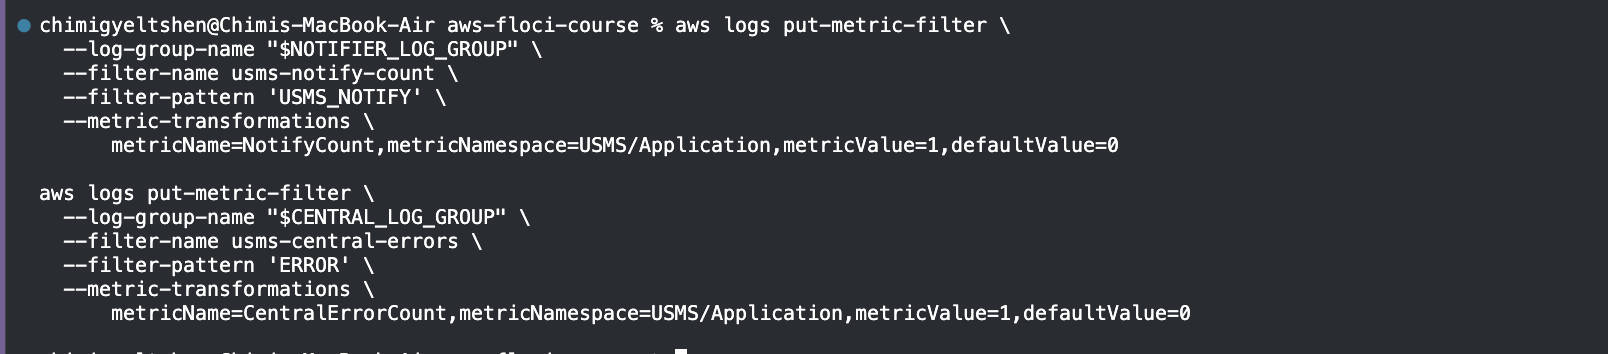 chimigyeltshen@Chimis-MacBook-Air aws-floci-course % aws logs put-metric-filter \
  --log-group-name "$NOTIFIER_LOG_GROUP" \
  --filter-name usms-notify-count \
  --filter-pattern 'USMS_NOTIFY' \
  --metric-transformations \
      metricName=NotifyCount,metricNamespace=USMS/Application,metricValue=1,defaultValue=0
aws logs put-metric-filter \
  --log-group-name "$CENTRAL_LOG_GROUP" \
  --filter-name usms-central-errors \
  --filter-pattern 'ERROR' \
  --metric-transformations \
      metricName=CentralErrorCount,metricNamespace=USMS/Application,metricValue=1,defaultValue=0